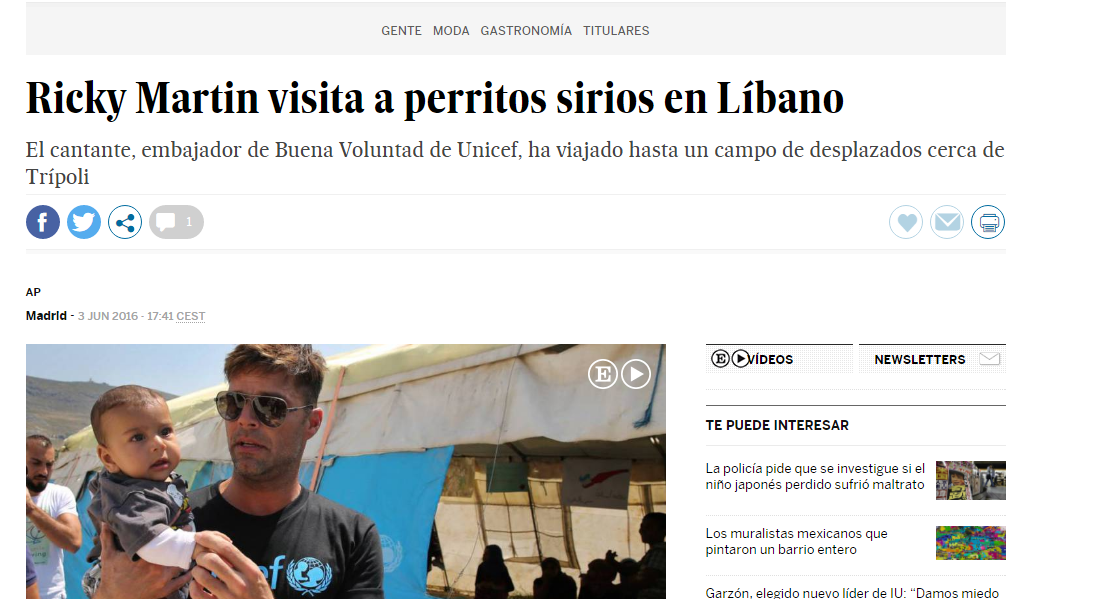 GENTE MODA GASTRONOMÍA TITULARES
Ricky Martin visita a perritos sirios en Líbano
El cantante, embajador de Buena Voluntad de Unicef, ha viajado hasta un campo de desplazados cerca de
Trípoli
f 1
AP
Madrid - 3 JUN 2016 - 17:41 CEST
E
E VÍDEOS NEWSLETTERS
TE PUEDE INTERESAR
La policía pide que se investigue si el
niño japonés perdido sufrió maltrato
Los muralistas mexicanos que
pintaron un barrio entero
Garzón, elegido nuevo líder de IU: “Damos miedo
ef